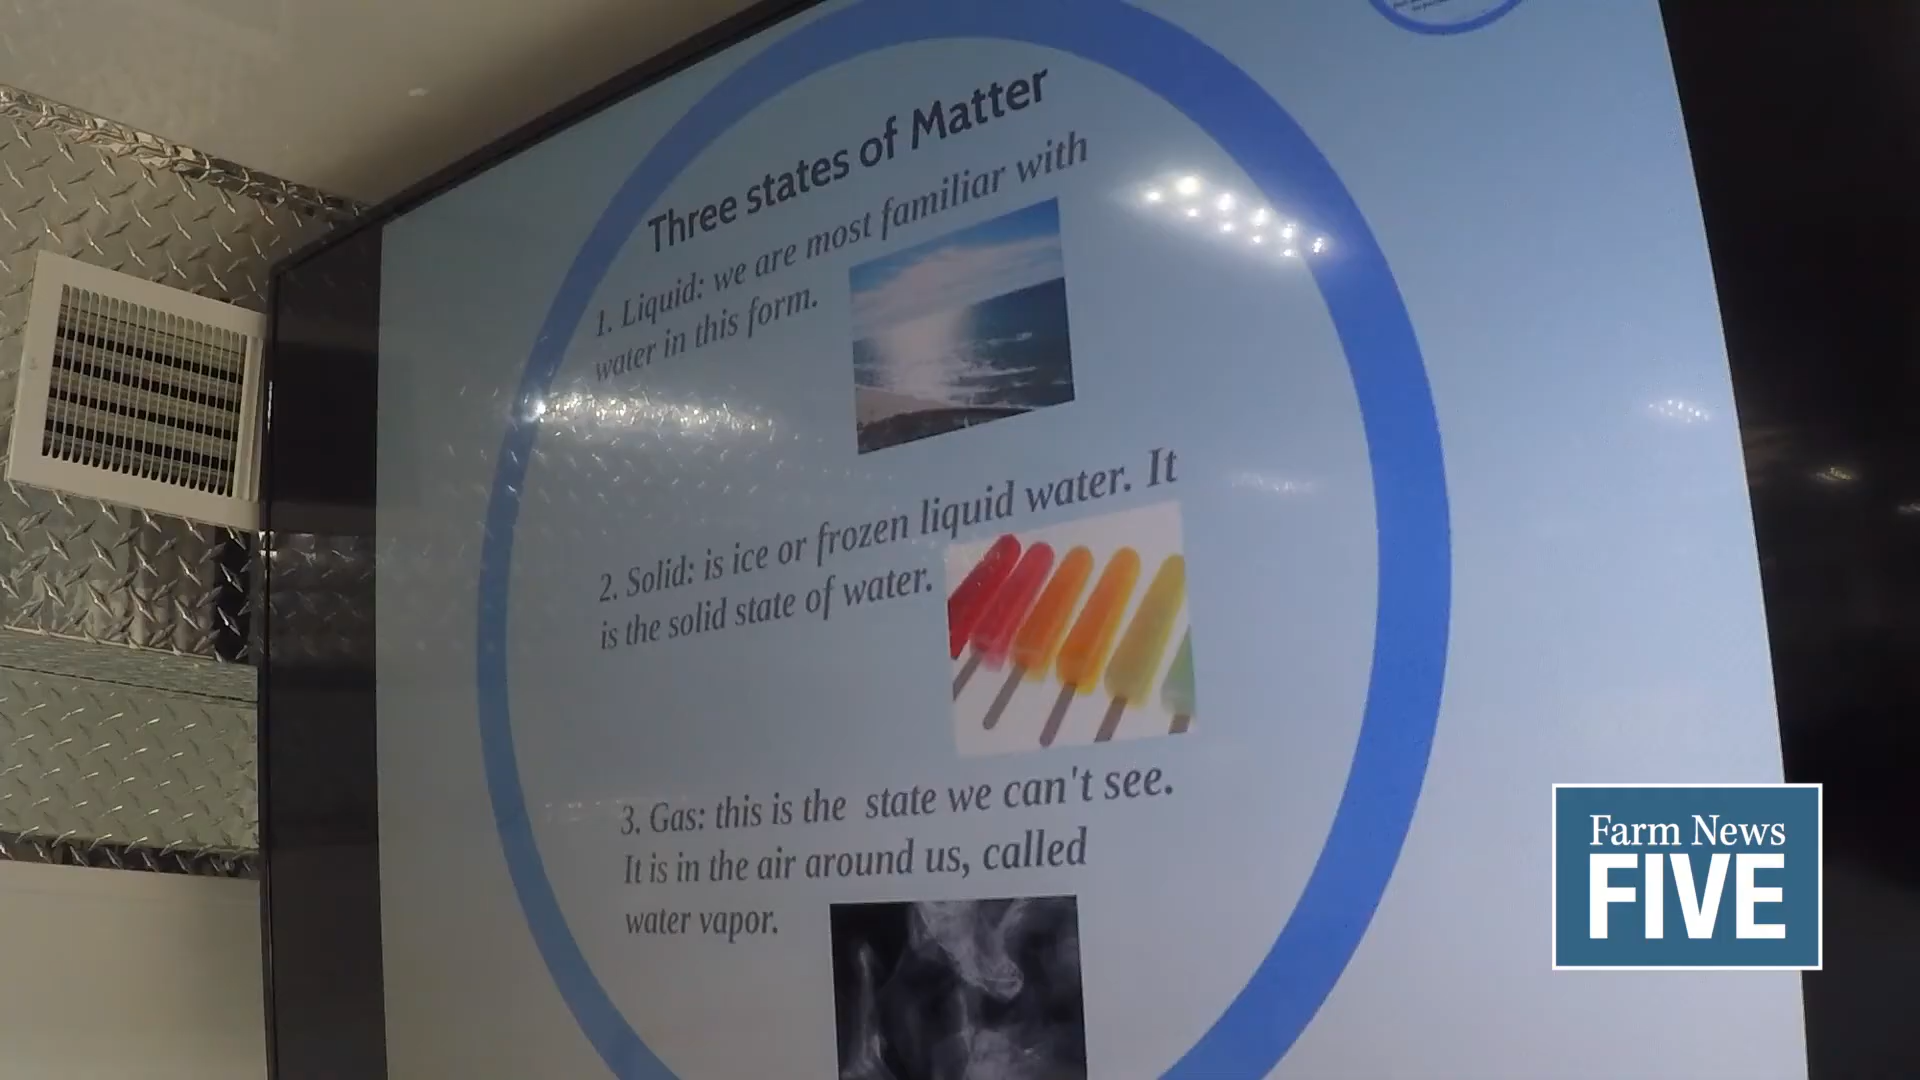 Three states of Matter
1. Liquid: we are most familiar with
water in this form.
2. Solid: is ice or frozen liquid water. It
is the solid state of water.
3. Gas: this is the state we can't see.
It is in the air around us, called
water vapor.
Farm News
FIVE